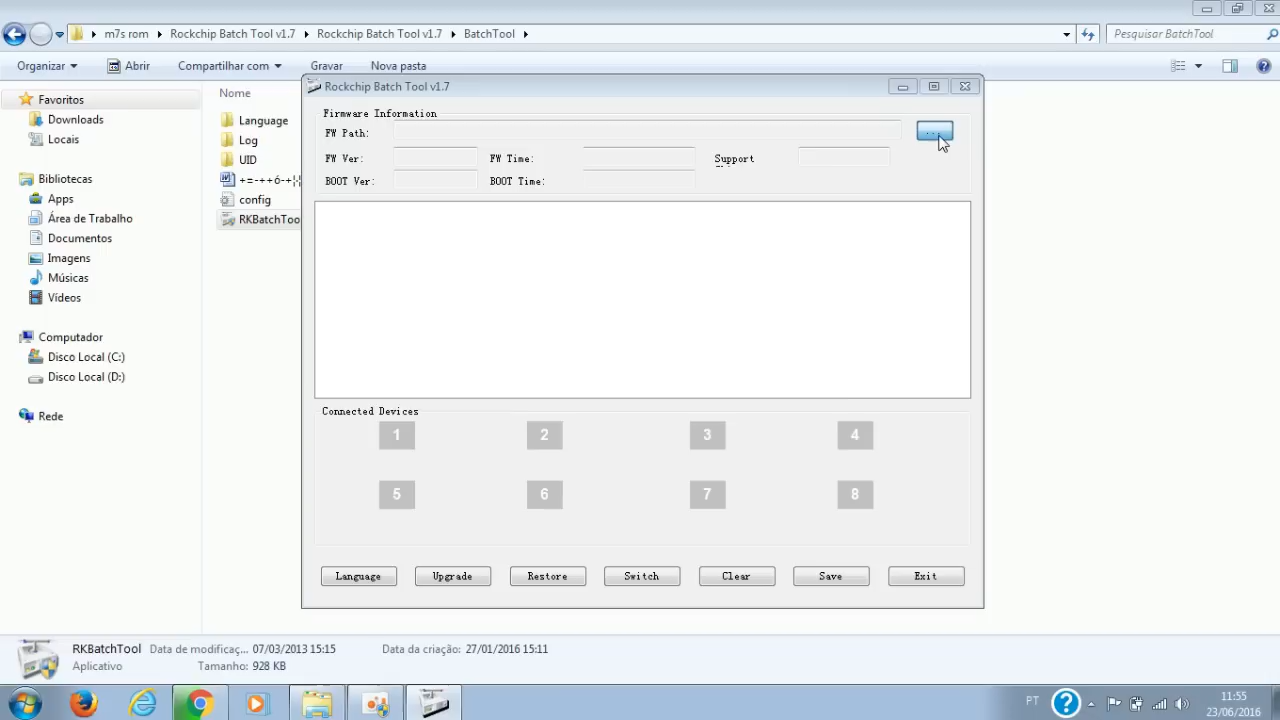 m7s rom Rockchip Batch Tool v1.7 Rockchip Batch Tool v1.7 BatchTool Pesquisar BatchTool
Organizar Abrir Compartilhar com Gravar Nova pasta
Favoritos
Downloads
Locais
Bibliotecas
Apps
Área de Trabalho
Documentos
Imagens
Músicas
Vídeos
Computador
Disco Local (C:)
Disco Local (D:)
Rede
Nome
Language
Log
UID
config
RKBatchToo
Rockchip Batch Tool v1.7
Firmware Information
FW Path:
...
FW Ver: FW Time: Support
BOOT Ver: BOOT Time:
Connected Devices
1 2 3 4
5 6 7 8
Language Upgrade Restore Switch Clear Save Exit
RKBatchTool Data de modificaç... 07/03/2013 15:15 Data da criação: 27/01/2016 15:11
Aplicativo Tamanho: 928 KB
PT 11:55
23/06/2016